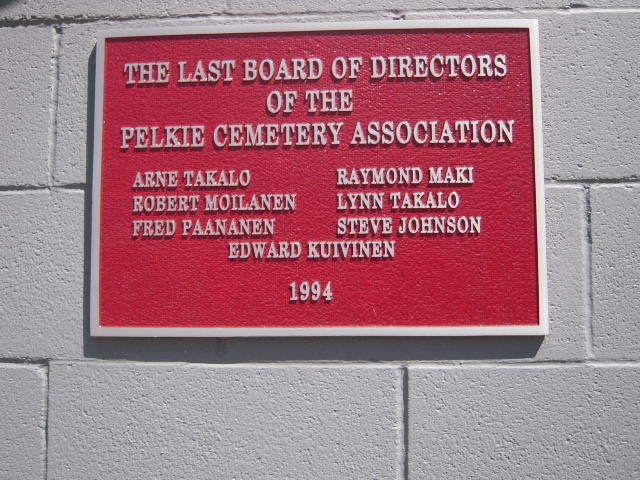 THE LAST BOARD OF DIRECTORS
OF THE
PELKIE CEMETERY ASSOCIATION
ARNE TAKALO RAYMOND MAKI
ROBERT MOILANEN LYNN TAKALO
FRED PAANANEN STEVE JOHNSON
EDWARD KUIVINEN
1994